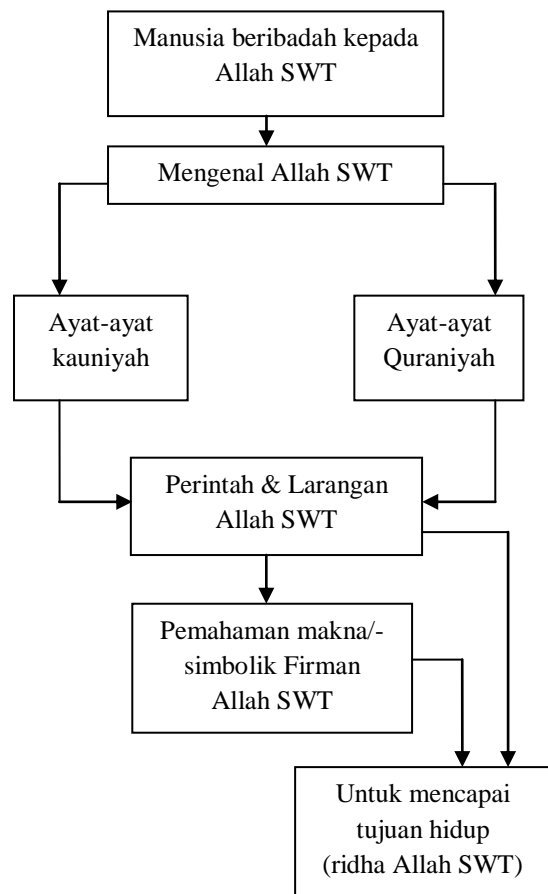 Manusia beribadah kepada
Allah SWT
Mengenal Allah SWT
Ayat-ayat
kauniyah
Ayat-ayat
Quraniyah
Perintah & Larangan
Allah SWT
Pemahaman makna/-
simbolik Firman
Allah SWT
Untuk mencapai
tujuan hidup
(ridha Allah SWT)